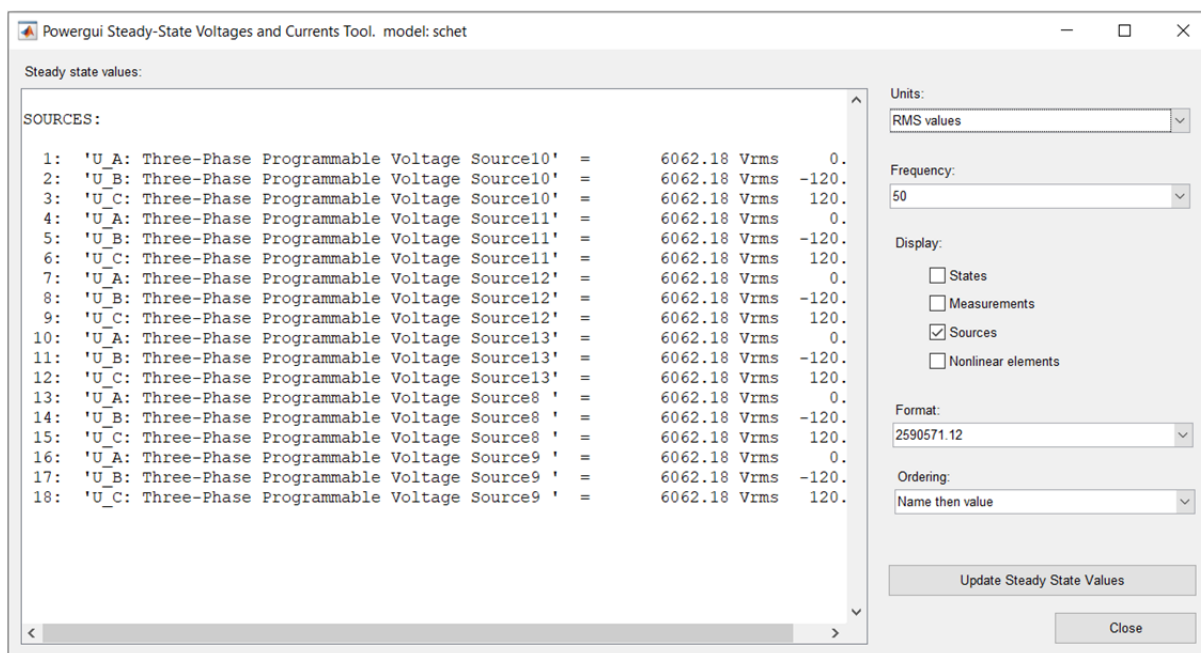 Powergui Steady-State Voltages and Currents Tool. model: schet
Steady state values:
SOURCES:
1: 'U_A: Three-Phase Programmable Voltage Source10' = 6062.18 Vrms 0.
2: 'U_B: Three-Phase Programmable Voltage Source10' = 6062.18 Vrms -120.
3: 'U_C: Three-Phase Programmable Voltage Source10' = 6062.18 Vrms 120.
4: 'U_A: Three-Phase Programmable Voltage Source11' = 6062.18 Vrms 0.
5: 'U_B: Three-Phase Programmable Voltage Source11' = 6062.18 Vrms -120.
6: 'U_C: Three-Phase Programmable Voltage Source11' = 6062.18 Vrms 120.
7: 'U_A: Three-Phase Programmable Voltage Source12' = 6062.18 Vrms 0.
8: 'U_B: Three-Phase Programmable Voltage Source12' = 6062.18 Vrms -120.
9: 'U_C: Three-Phase Programmable Voltage Source12' = 6062.18 Vrms 120.
10: 'U_A: Three-Phase Programmable Voltage Source13' = 6062.18 Vrms 0.
11: 'U_B: Three-Phase Programmable Voltage Source13' = 6062.18 Vrms -120.
12: 'U_C: Three-Phase Programmable Voltage Source13' = 6062.18 Vrms 120.
13: 'U_A: Three-Phase Programmable Voltage Source8 ' = 6062.18 Vrms 0.
14: 'U_B: Three-Phase Programmable Voltage Source8 ' = 6062.18 Vrms -120.
15: 'U_C: Three-Phase Programmable Voltage Source8 ' = 6062.18 Vrms 120.
16: 'U_A: Three-Phase Programmable Voltage Source9 ' = 6062.18 Vrms 0.
17: 'U_B: Three-Phase Programmable Voltage Source9 ' = 6062.18 Vrms -120.
18: 'U_C: Three-Phase Programmable Voltage Source9 ' = 6062.18 Vrms 120.
Units:
RMS values
Frequency:
50
Display:
States
Measurements
Sources
Nonlinear elements
Format:
2590571.12
Ordering:
Name then value
Update Steady State Values
Close